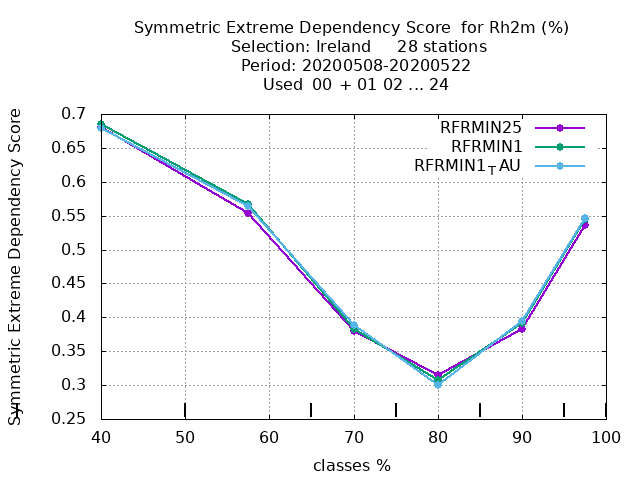 Symmetric Extreme Dependency Score for Rh2m (%)
Selection: Ireland 28 stations
Period: 20200508-20200522
Used 00 + 01 02 ... 24
Symmetric Extreme Dependency Score
0.7
0.65
0.6
0.55
0.5
0.45
0.4
0.35
0.3
0.25
RFRMIN25
RFRMIN1
RFRMIN1TAU
40 50 60 70 80 90 100
classes %